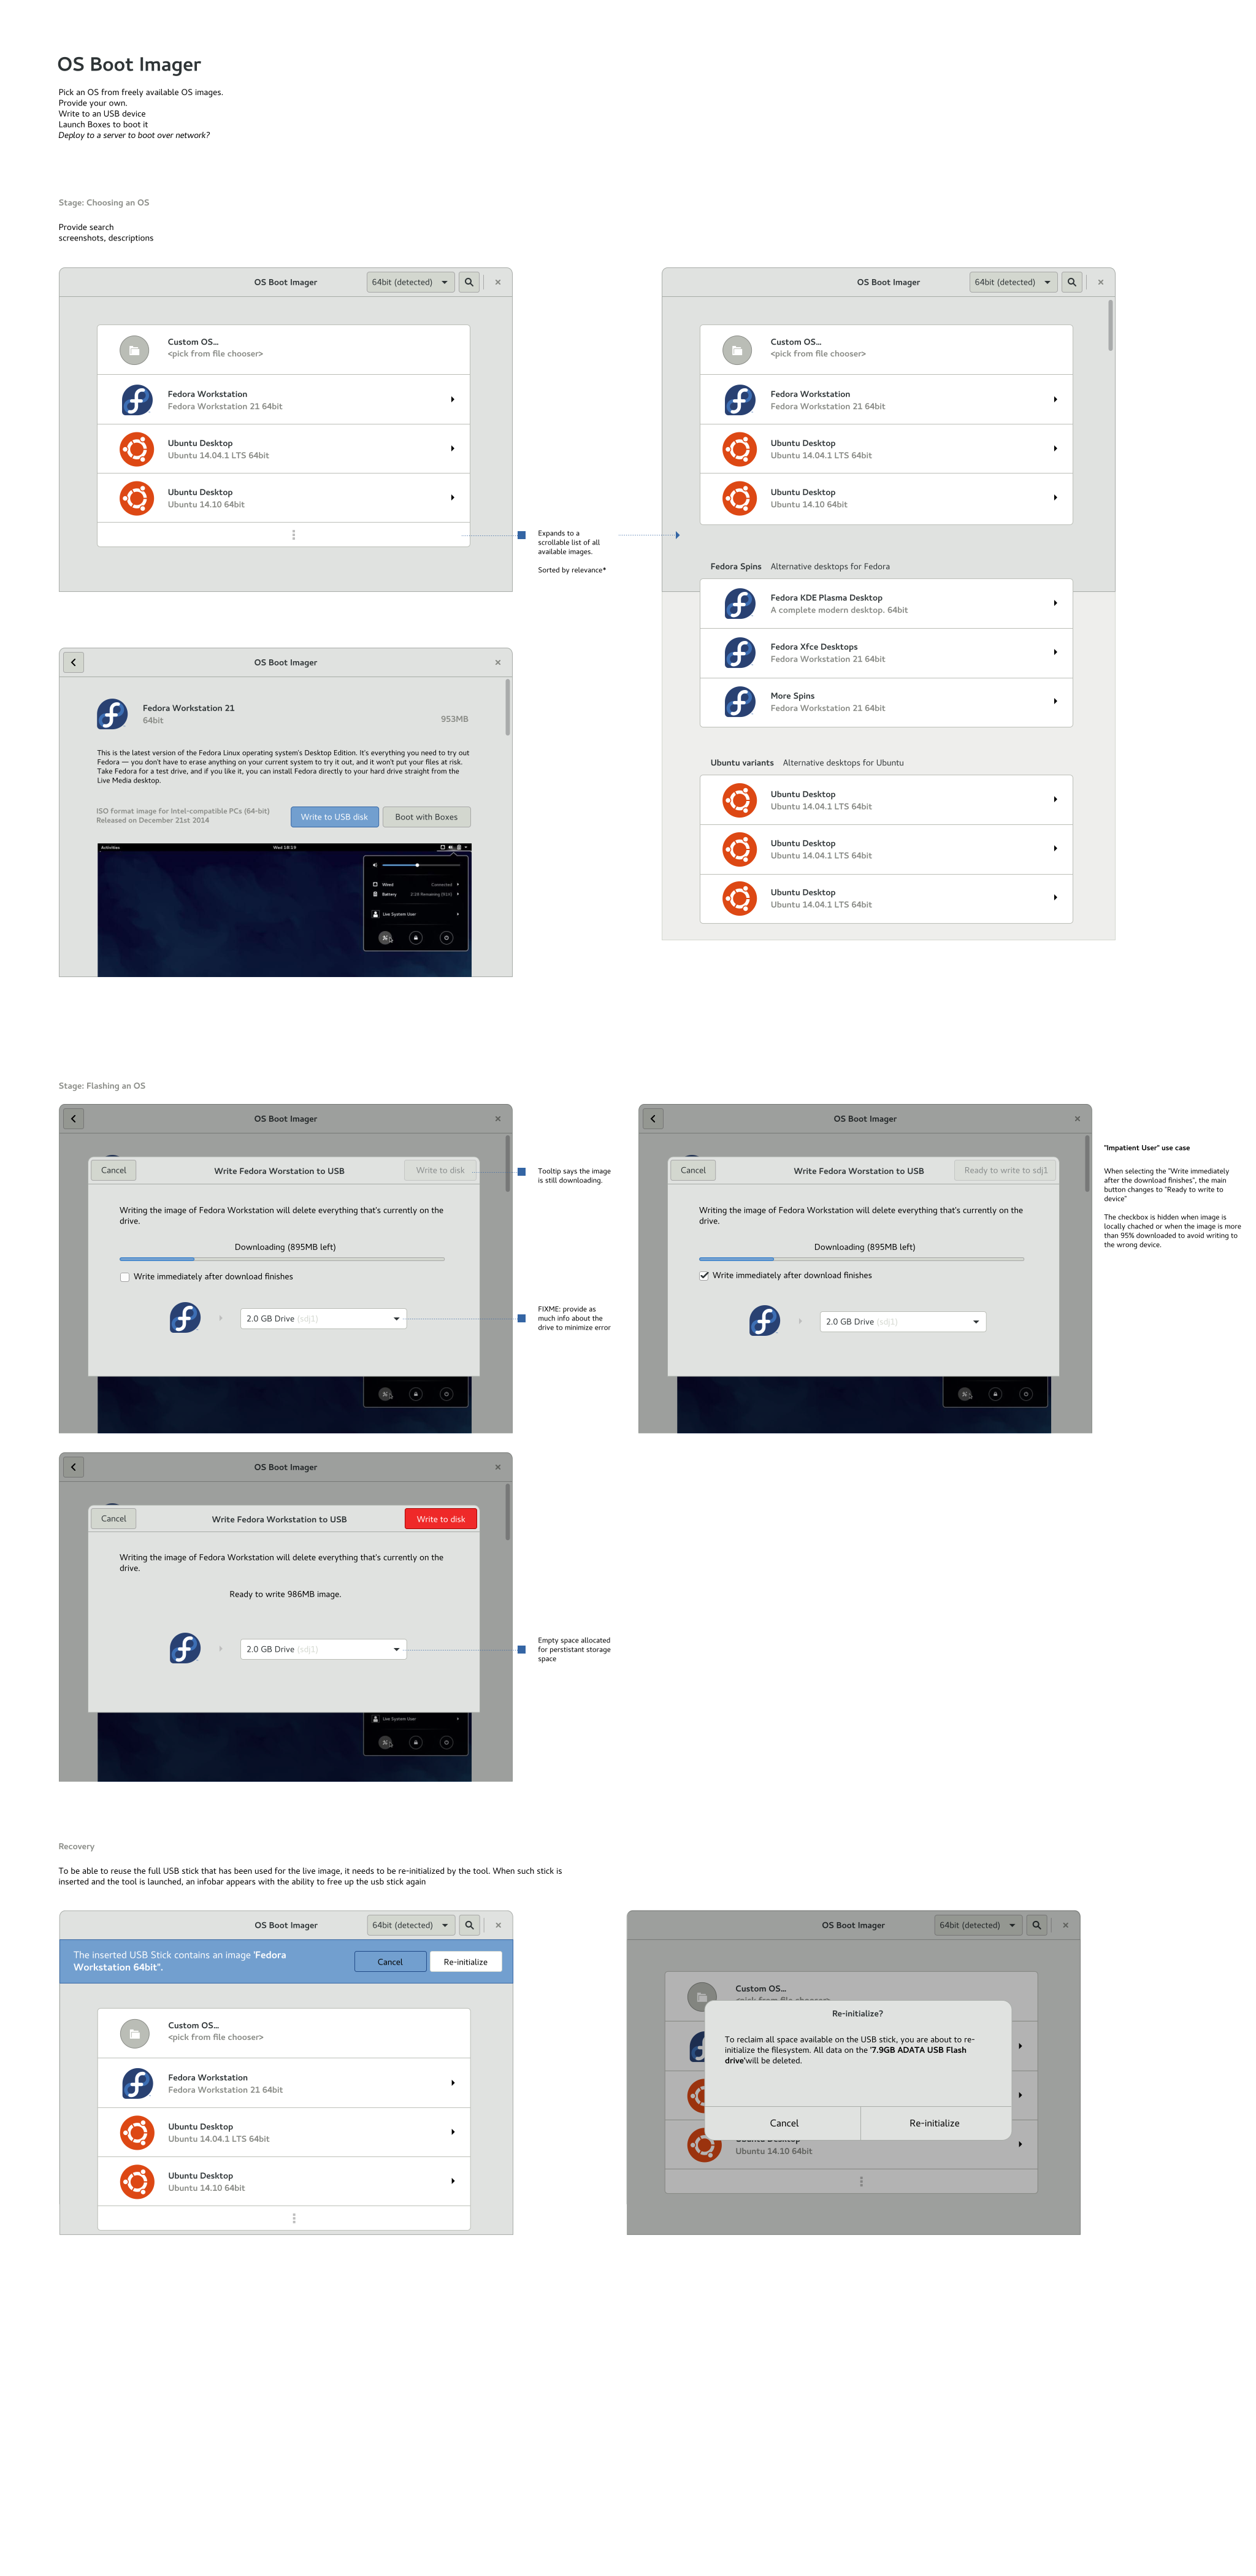 OS Boot Imager
Pick an OS from freely available OS images.
Provide your own.
Write to an USB device
Launch Boxes to boot it
Deploy to a server to boot over network?
Stage: Choosing an OS
Provide search
screenshots, descriptions
OS Boot Imager
64bit (detected)
Custom OS...
<pick from file chooser>
Fedora Workstation
Fedora Workstation 21 64bit
Ubuntu Desktop
Ubuntu 14.04.1 LTS 64bit
Ubuntu Desktop
Ubuntu 14.10 64bit
Expands to a
scrollable list of all
available images.
Sorted by relevance*
OS Boot Imager
64bit (detected)
Custom OS...
<pick from file chooser>
Fedora Workstation
Fedora Workstation 21 64bit
Ubuntu Desktop
Ubuntu 14.04.1 LTS 64bit
Ubuntu Desktop
Ubuntu 14.10 64bit
Fedora Spins Alternative desktops for Fedora
Fedora KDE Plasma Desktop
A complete modern desktop. 64bit
Fedora Xfce Desktops
Fedora Workstation 21 64bit
More Spins
Fedora Workstation 21 64bit
Ubuntu variants Alternative desktops for Ubuntu
Ubuntu Desktop
Ubuntu 14.04.1 LTS 64bit
Ubuntu Desktop
Ubuntu 14.04.1 LTS 64bit
Ubuntu Desktop
Ubuntu 14.04.1 LTS 64bit
OS Boot Imager
Fedora Workstation 21
64bit
953MB
This is the latest version of the Fedora Linux operating system's Desktop Edition. It's everything you need to try out
Fedora — you don't have to erase anything on your current system to try it out, and it won't put your files at risk.
Take Fedora for a test drive, and if you like it, you can install Fedora directly to your hard drive straight from the
Live Media desktop.
ISO format image for Intel-compatible PCs (64-bit)
Released on December 21st 2014
Write to USB disk
Boot with Boxes
Activities
Wed 18:19
Wired Connected
Battery 2:28 Remaining (91%)
Live System User
Stage: Flashing an OS
OS Boot Imager
Cancel
Write Fedora Worstation to USB
Write to disk
Writing the image of Fedora Workstation will delete everything that's currently on the
drive.
Downloading (895MB left)
Write immediately after download finishes
2.0 GB Drive (sdj1)
Tooltip says the image
is still downloading.
FIXME: provide as
much info about the
drive to minimize error
OS Boot Imager
Cancel
Write Fedora Worstation to USB
Ready to write to sdj1
Writing the image of Fedora Workstation will delete everything that's currently on the
drive.
Downloading (895MB left)
Write immediately after download finishes
2.0 GB Drive (sdj1)
"Impatient User" use case
When selecting the "Write immediately
after the download finishes", the main
button changes to "Ready to write to
device"
The checkbox is hidden when image is
locally chached or when the image is more
than 95% downloaded to avoid writing to
the wrong device.
OS Boot Imager
Cancel
Write Fedora Workstation to USB
Write to disk
Writing the image of Fedora Workstation will delete everything that's currently on the
drive.
Ready to write 986MB image.
2.0 GB Drive (sdj1)
Live System User
Empty space allocated
for perstistant storage
space
Recovery
To be able to reuse the full USB stick that has been used for the live image, it needs to be re-initialized by the tool. When such stick is
inserted and the tool is launched, an infobar appears with the ability to free up the usb stick again
OS Boot Imager
64bit (detected)
The inserted USB Stick contains an image 'Fedora
Workstation 64bit".
Cancel
Re-initialize
Custom OS...
<pick from file chooser>
Fedora Workstation
Fedora Workstation 21 64bit
Ubuntu Desktop
Ubuntu 14.04.1 LTS 64bit
Ubuntu Desktop
Ubuntu 14.10 64bit
OS Boot Imager
64bit (detected)
Custom OS...
<pick from file chooser>
Re-initialize?
To reclaim all space available on the USB stick, you are about to re-
initialize the filesystem. All data on the '7.9GB ADATA USB Flash
drive'will be deleted.
Cancel
Re-initialize
Ubuntu Desktop
Ubuntu 14.10 64bit